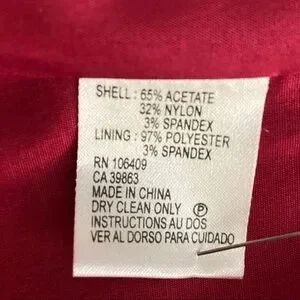 SHELL : 65% ACETATE
32% NYLON
3% SPANDEX
LINING : 97% POLYESTER
3% SPANDEX
RN 106409
CA 39863
MADE IN CHINA
DRY CLEAN ONLY Ⓟ
INSTRUCTIONS AU DOS
VER AL DORSO PARA CUIDADO